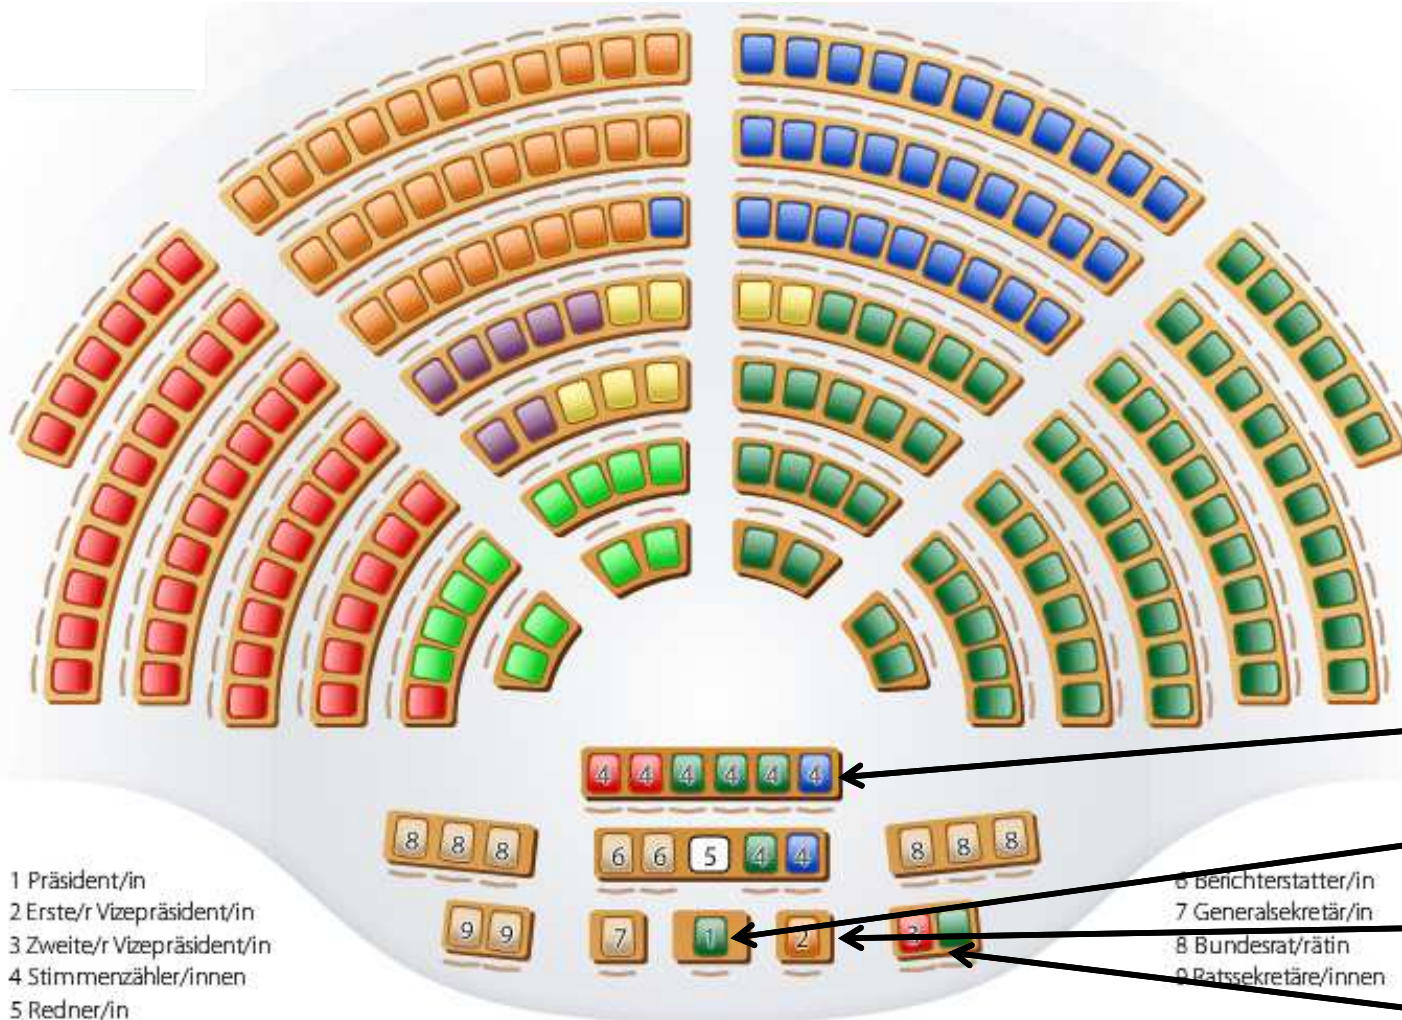 4 4 4 4 4 4
8 8 8
6 6 5 4 4
8 8 8
9 9
7
1
2
3
1 Präsident/in
2 Erste/r Vizepräsident/in
3 Zweite/r Vizepräsident/in
4 Stimmenzähler/innen
5 Redner/in
6 Berichterstatter/in
7 Generalsekretär/in
8 Bundesrat/rätin
9 Ratssekretäre/innen